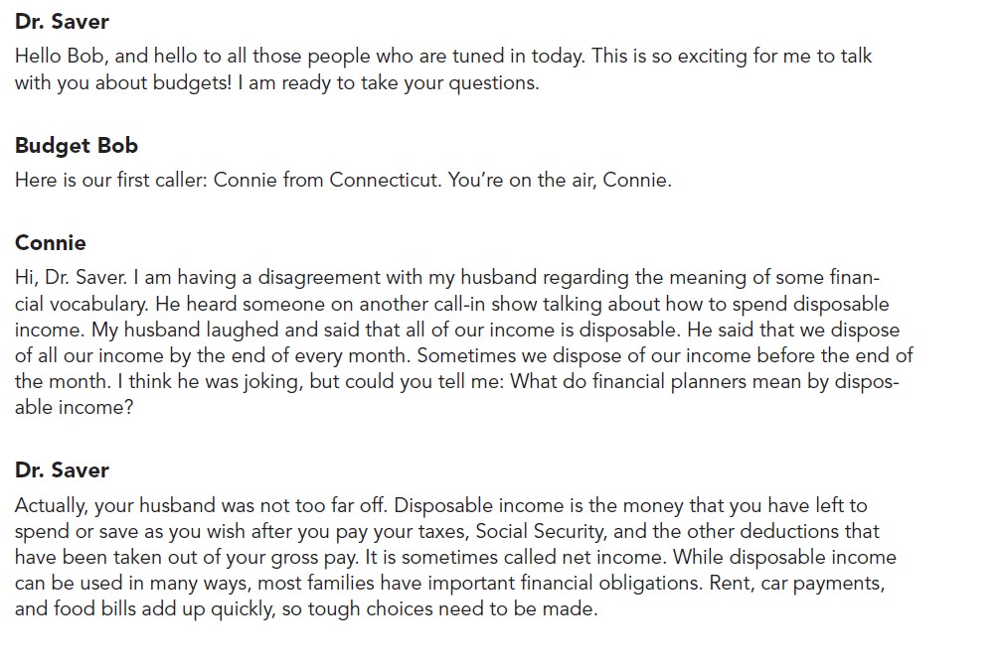 Dr. Saver
Hello Bob, and hello to all those people who are tuned in today. This is so exciting for me to talk
with you about budgets! I am ready to take your questions.
Budget Bob
Here is our first caller: Connie from Connecticut. You’re on the air, Connie.
Connie
Hi, Dr. Saver. I am having a disagreement with my husband regarding the meaning of some finan-
cial vocabulary. He heard someone on another call-in show talking about how to spend disposable
income. My husband laughed and said that all of our income is disposable. He said that we dispose
of all our income by the end of every month. Sometimes we dispose of our income before the end of
the month. I think he was joking, but could you tell me: What do financial planners mean by dispos-
able income?
Dr. Saver
Actually, your husband was not too far off. Disposable income is the money that you have left to
spend or save as you wish after you pay your taxes, Social Security, and the other deductions that
have been taken out of your gross pay. It is sometimes called net income. While disposable income
can be used in many ways, most families have important financial obligations. Rent, car payments,
and food bills add up quickly, so tough choices need to be made.